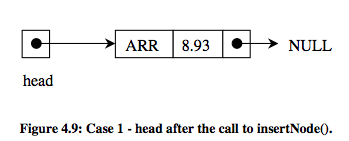 ARR 8.93 NULL
head
Figure 4.9: Case 1 - head after the call to insertNode().